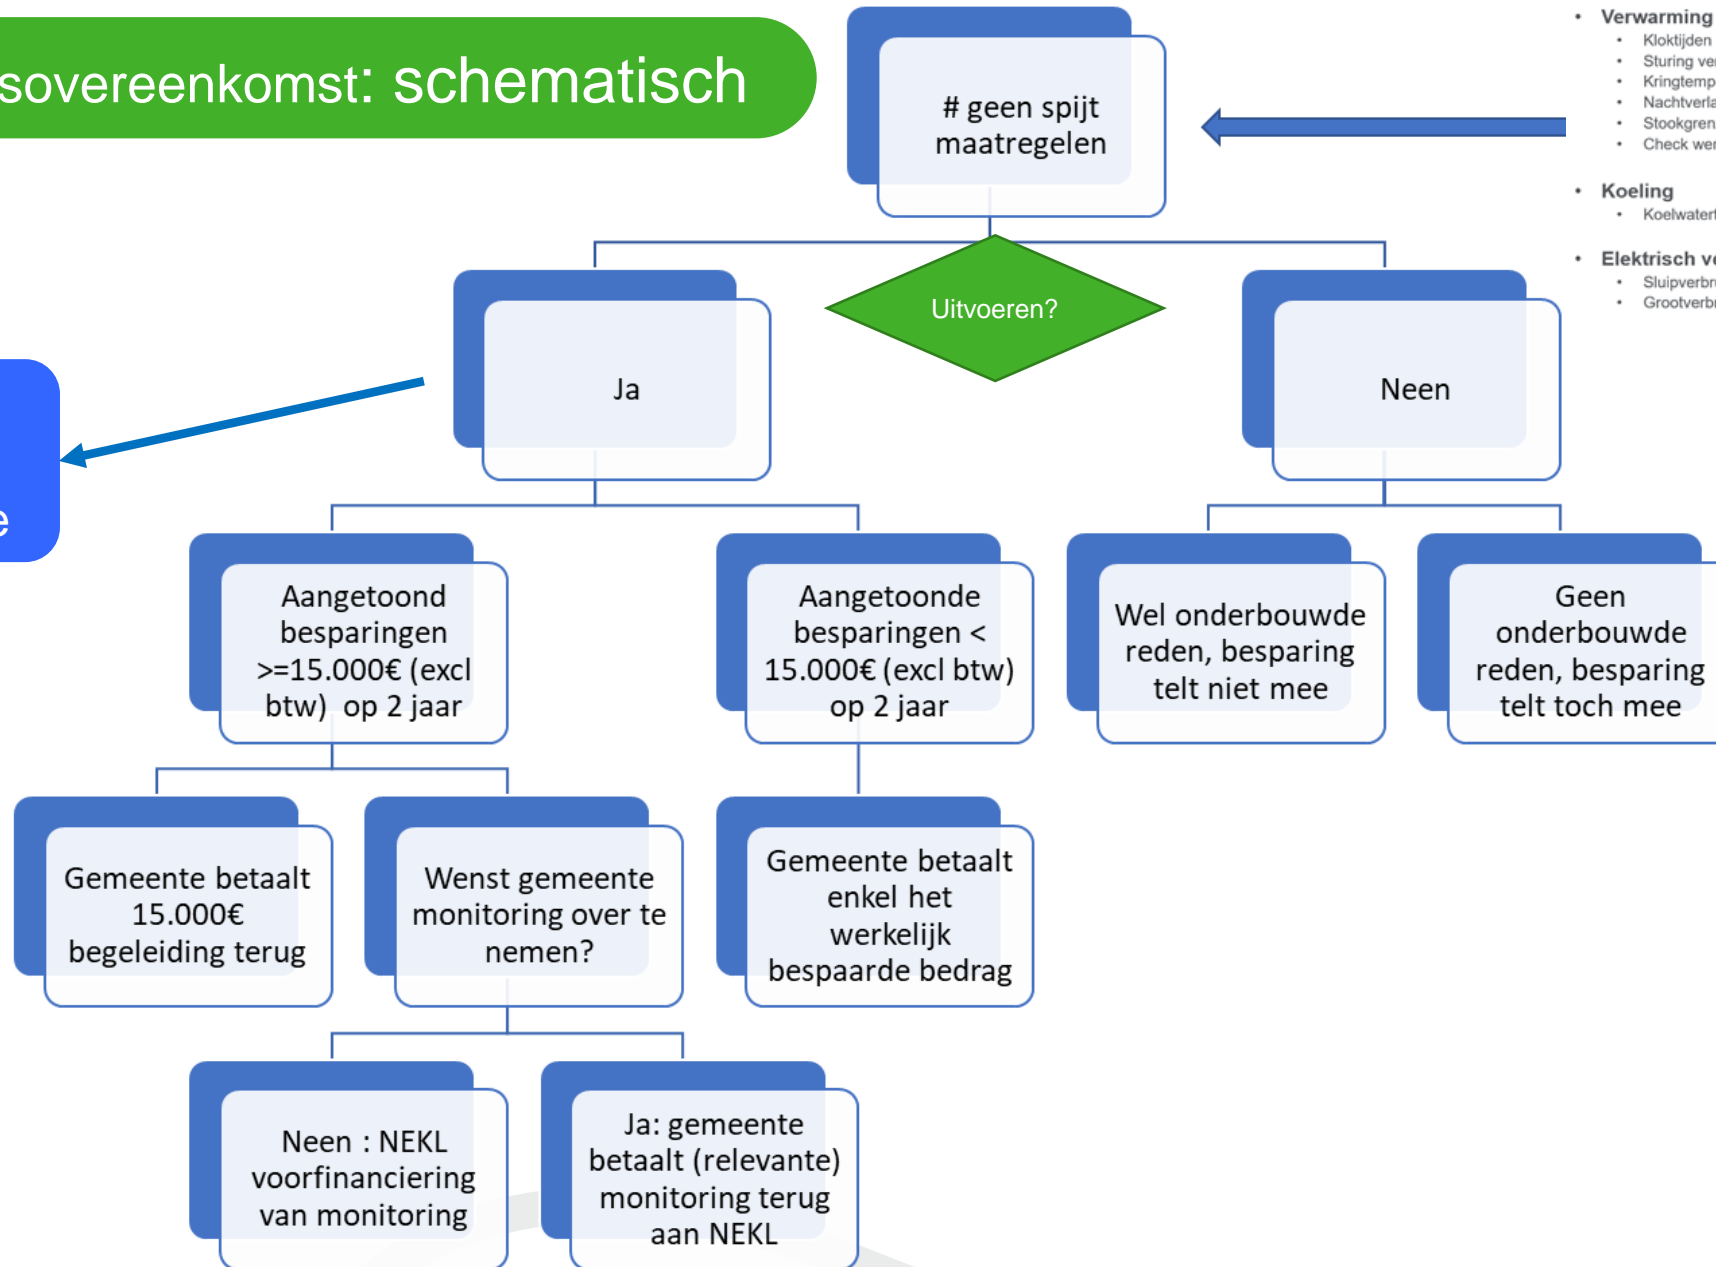 sovereenkomst: schematisch
# geen spijt
maatregelen
• Verwarming
• Kloktijden
• Sturing
•
• Check
• Koeling
•
• Elektrisch
•
•
Uitvoeren?
Ja
Neen
Aangetoond
besparingen
>=15.000€ (excl
btw) op 2 jaar
Aangetoonde
besparingen <
15.000€ (excl btw)
op 2 jaar
Wel onderbouwde
reden, besparing
telt niet mee
Geen
onderbouwde
reden, besparing
telt toch mee
Gemeente betaalt
15.000€
begeleiding terug
Wenst gemeente
monitoring over te
nemen?
Gemeente betaalt
enkel het
werkelijk
bespaarde bedrag
Neen : NEKL
voorfinanciering
van monitoring
Ja: gemeente
betaalt (relevante)
monitoring terug
aan NEKL